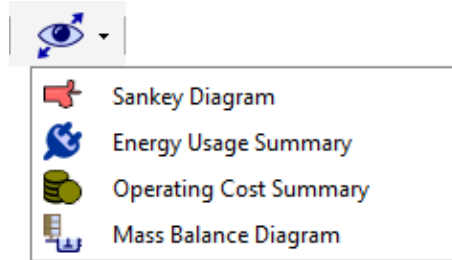 Sankey Diagram
Energy Usage Summary
Operating Cost Summary
Mass Balance Diagram